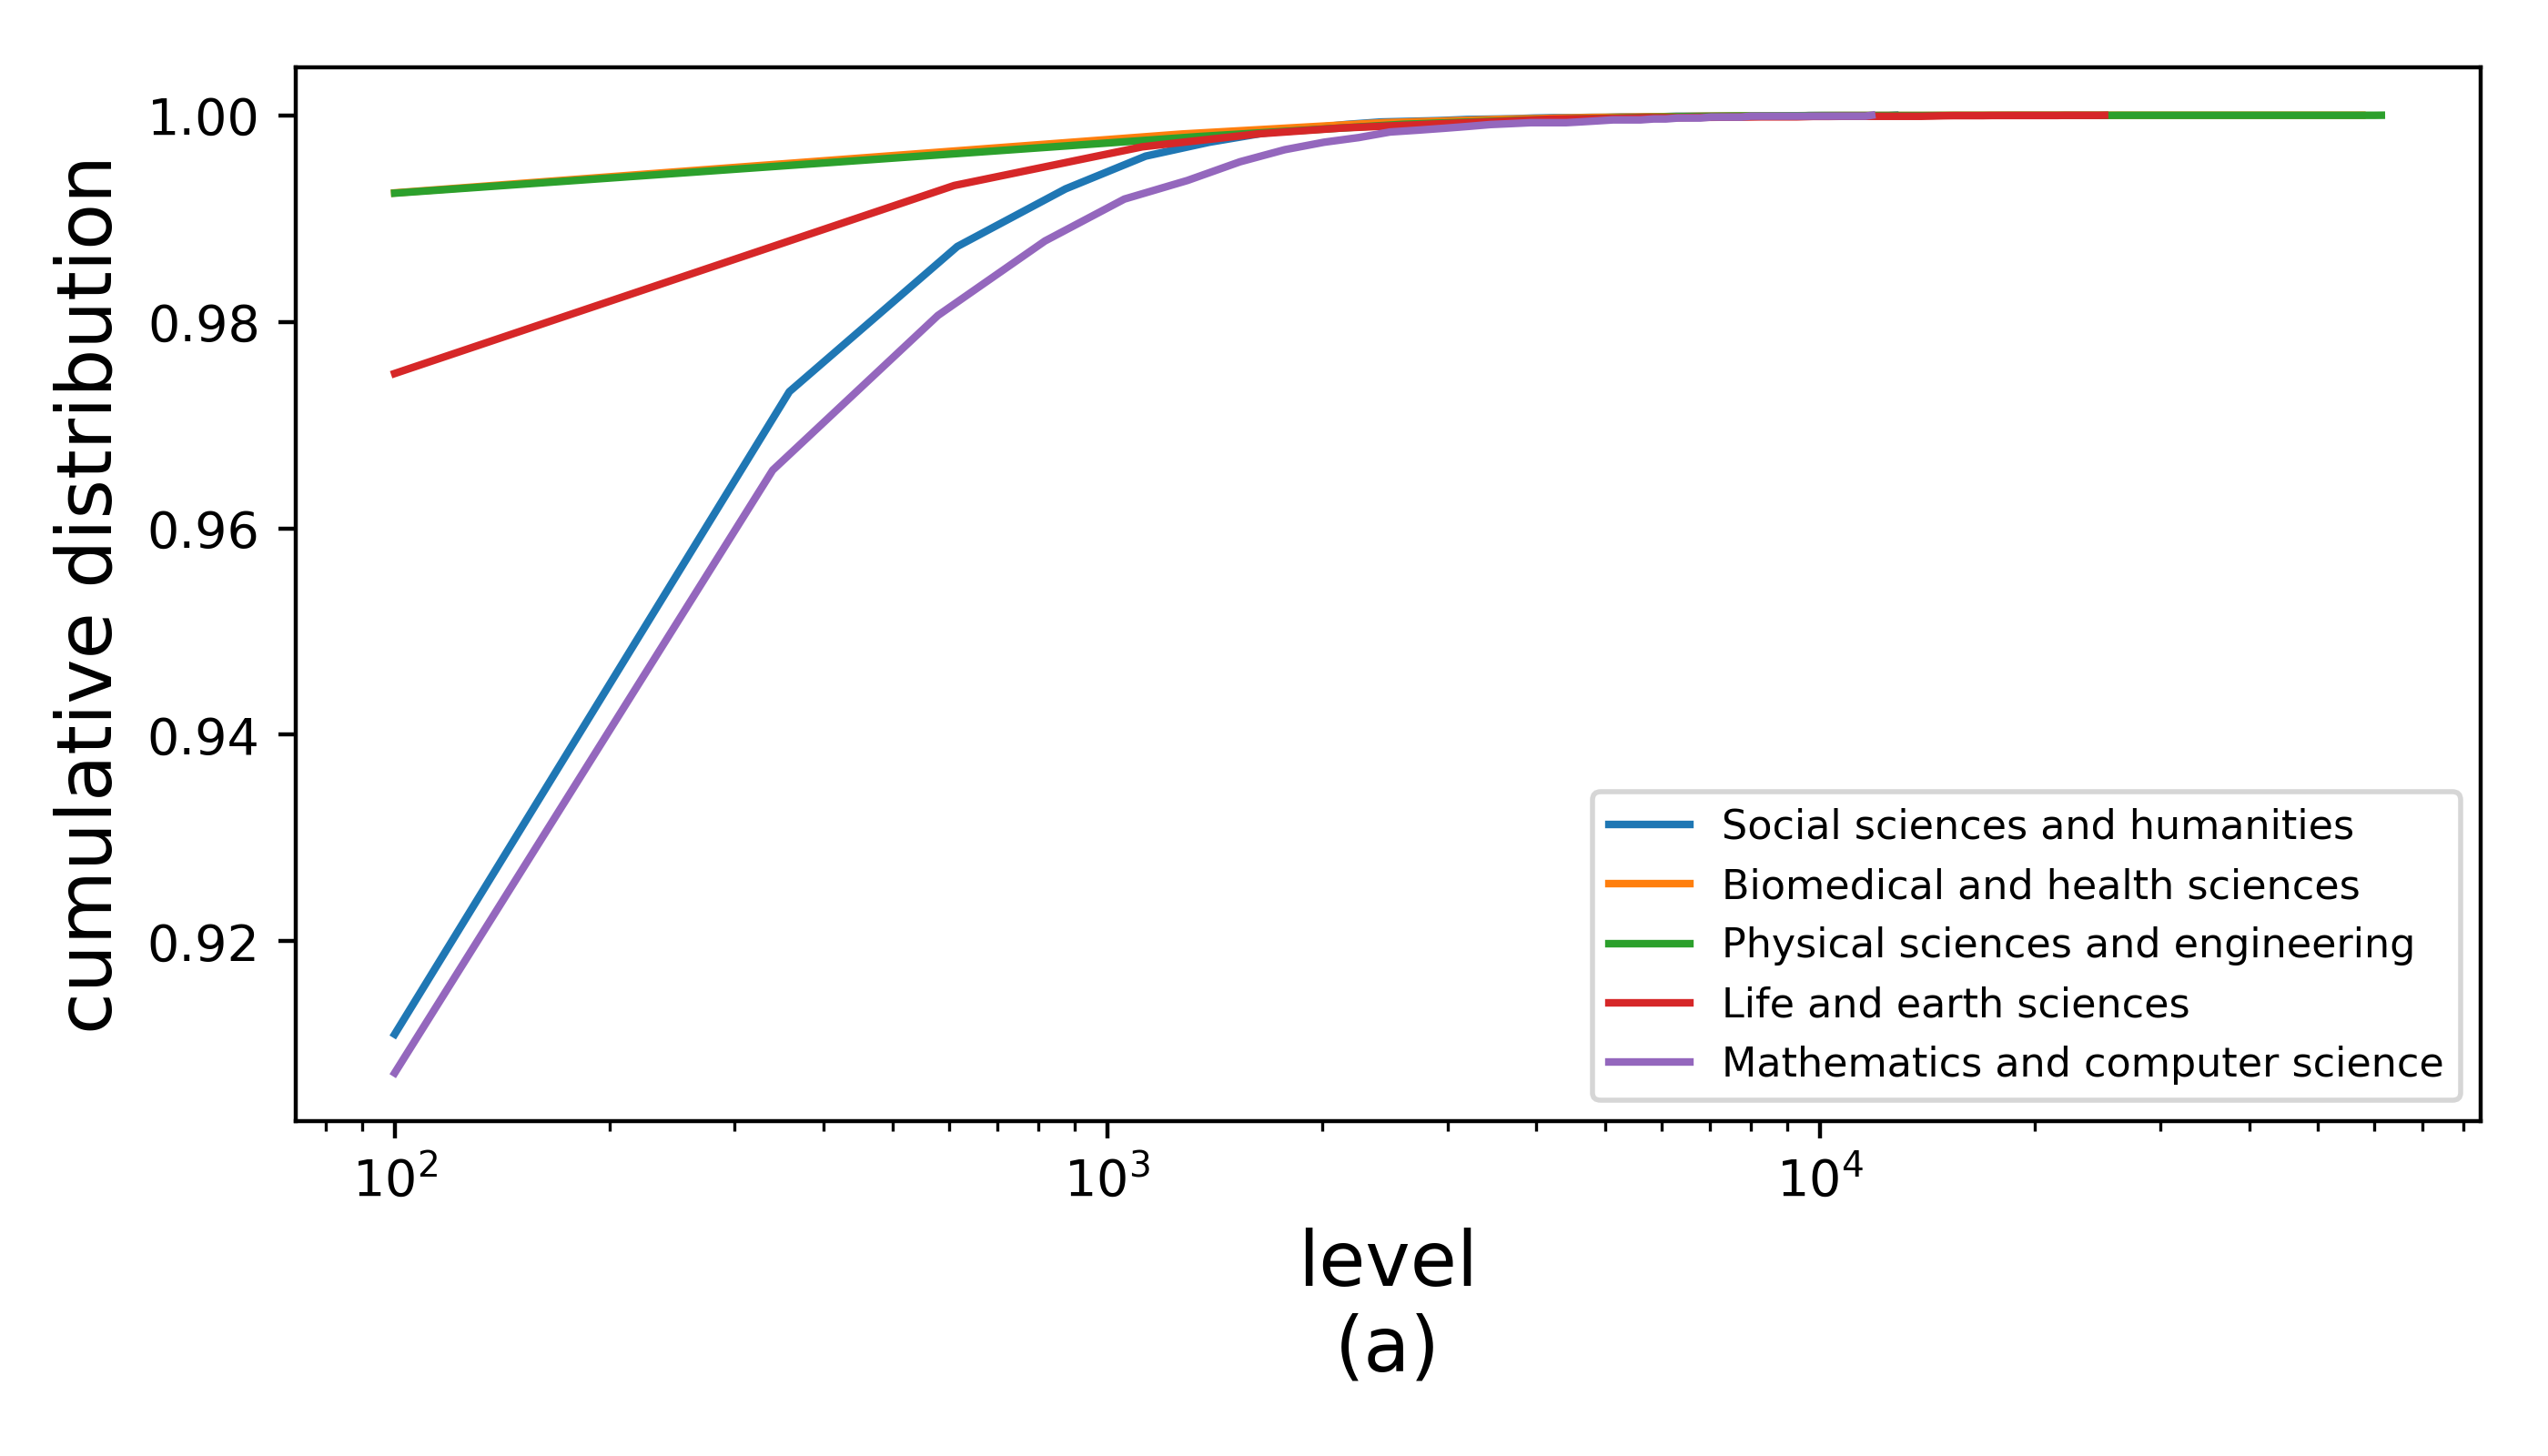 cumulative distribution
1.00
0.98
0.96
0.94
0.92
10²
10³
10⁴
level
(a)
Social sciences and humanities
Biomedical and health sciences
Physical sciences and engineering
Life and earth sciences
Mathematics and computer science